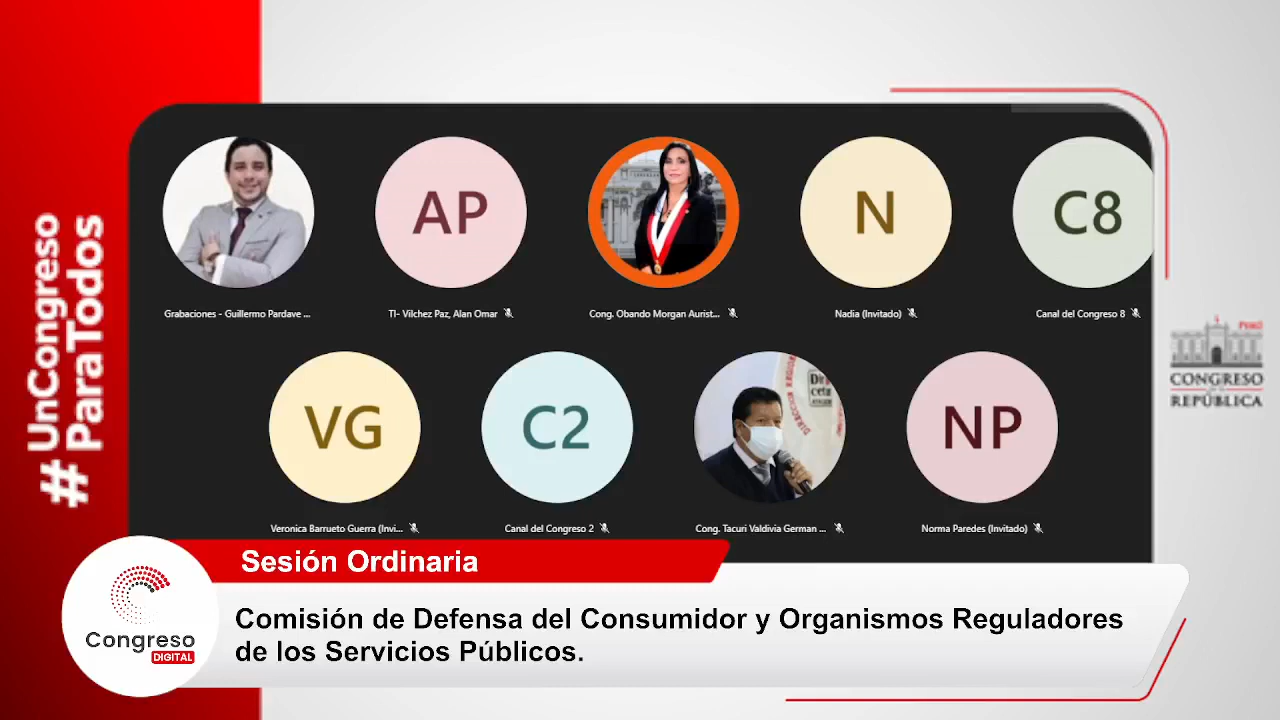 #UnCongreso
ParaTodos
AP
N
C8
Grabaciones - Guillermo Pardave ...
TI- Vilchez Paz, Alan Omar
Cong. Obando Morgan Aurist...
Nadia (Invitado)
Canal del Congreso 8
VG
C2
NP
Veronica Barrueto Guerra (Invi...
Canal del Congreso 2
Cong. Tacuri Valdivia German ...
Norma Paredes (Invitado)
PERÚ
CONGRESO
REPÚBLICA
Sesión Ordinaria
Comisión de Defensa del Consumidor y Organismos Reguladores
de los Servicios Públicos.
Congreso
DIGITAL